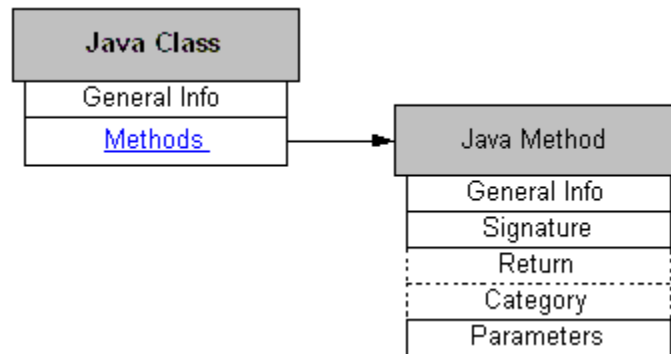 Java Class
General Info
Methods
Java Method
General Info
Signature
Return
Category
Parameters